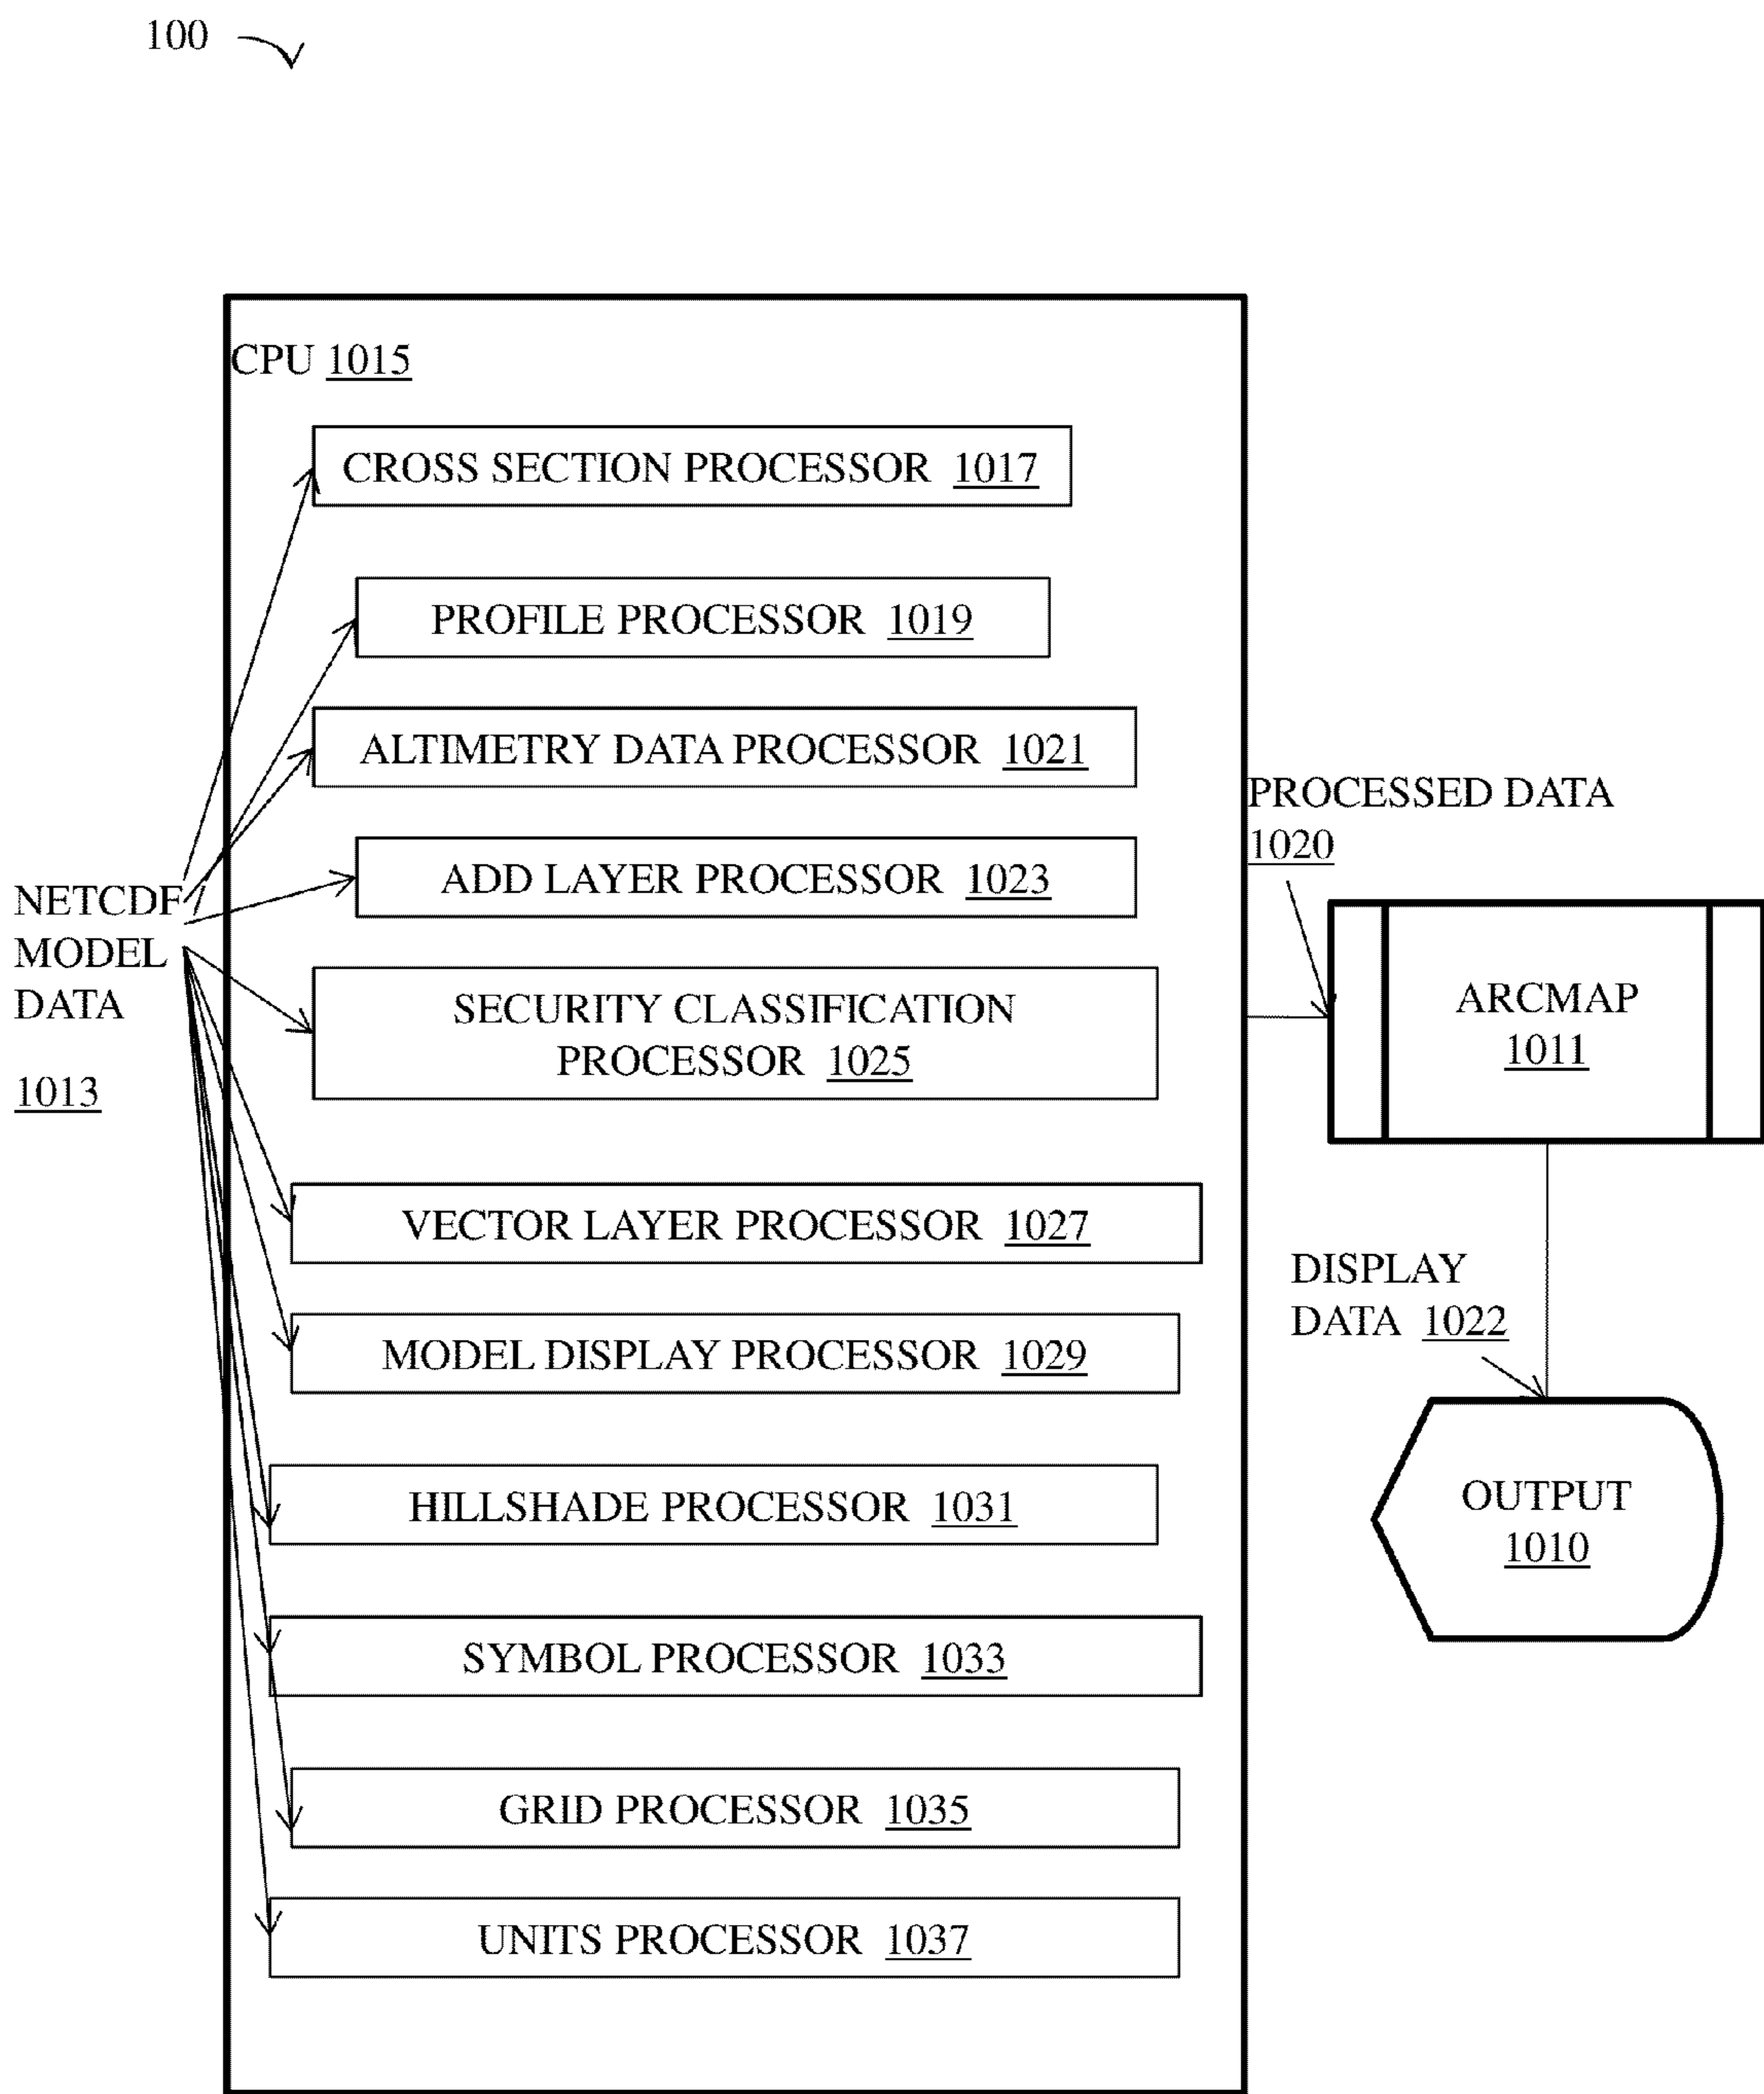 100
CPU 1015
CROSS SECTION PROCESSOR 1017
PROFILE PROCESSOR 1019
ALTIMETRY DATA PROCESSOR 1021
ADD LAYER PROCESSOR 1023
SECURITY CLASSIFICATION
PROCESSOR 1025
VECTOR LAYER PROCESSOR 1027
MODEL DISPLAY PROCESSOR 1029
HILLSHADE PROCESSOR 1031
SYMBOL PROCESSOR 1033
GRID PROCESSOR 1035
UNITS PROCESSOR 1037
NETCDF
MODEL
DATA
1013
PROCESSED DATA
1020
ARCMAP
1011
DISPLAY
DATA 1022
OUTPUT
1010